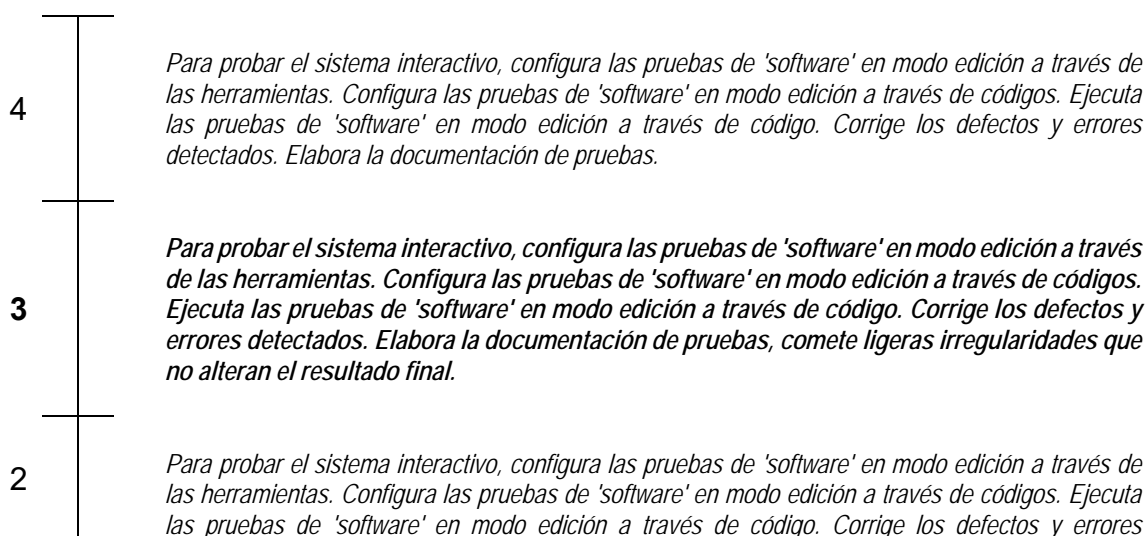 4
Para probar el sistema interactivo, configura las pruebas de 'software' en modo edición a través de
las herramientas. Configura las pruebas de 'software' en modo edición a través de códigos. Ejecuta
las pruebas de 'software' en modo edición a través de código. Corrige los defectos y errores
detectados. Elabora la documentación de pruebas.
3
Para probar el sistema interactivo, configura las pruebas de 'software' en modo edición a través
de las herramientas. Configura las pruebas de 'software' en modo edición a través de códigos.
Ejecuta las pruebas de 'software' en modo edición a través de código. Corrige los defectos y
errores detectados. Elabora la documentación de pruebas, comete ligeras irregularidades que
no alteran el resultado final.
2
Para probar el sistema interactivo, configura las pruebas de 'software' en modo edición a través de
las herramientas. Configura las pruebas de 'software' en modo edición a través de códigos. Ejecuta
las pruebas de 'software' en modo edición a través de código. Corrige los defectos y errores